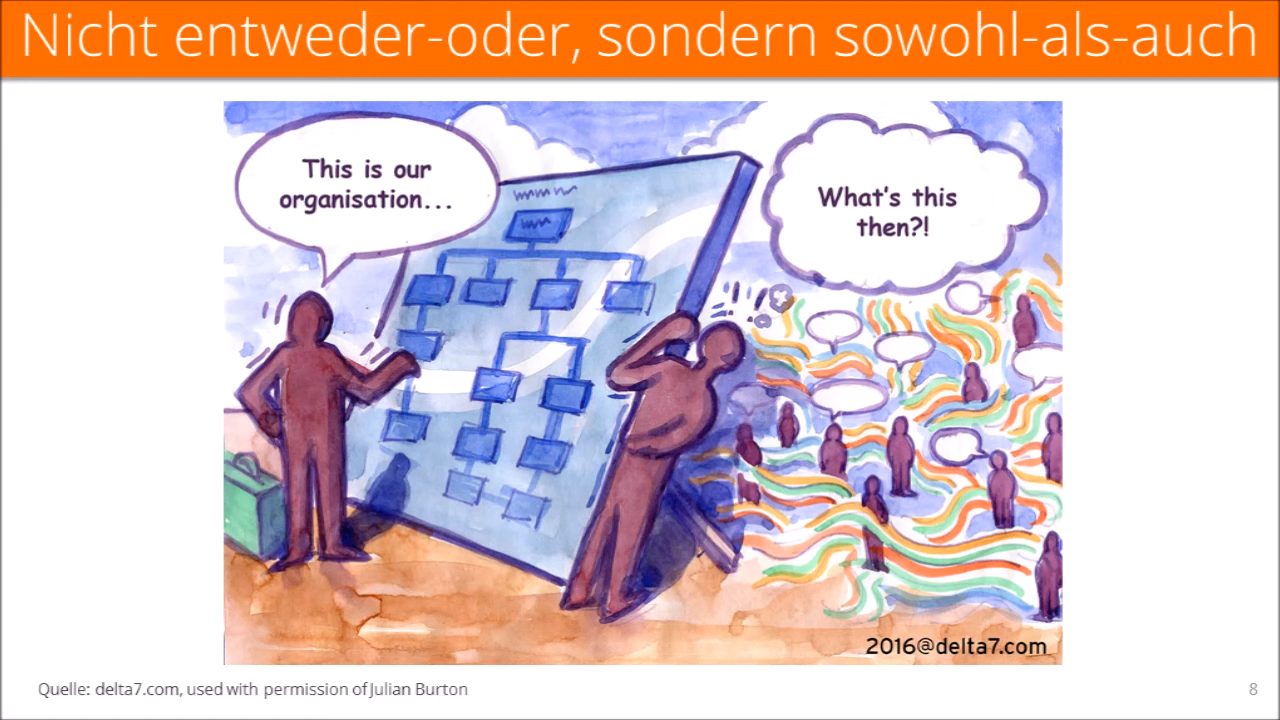 Nicht entweder-oder, sondern sowohl-als-auch
This is our
organisation...
What's this
then?!
2016@delta7.com
Quelle: delta7.com, used with permission of Julian Burton
8